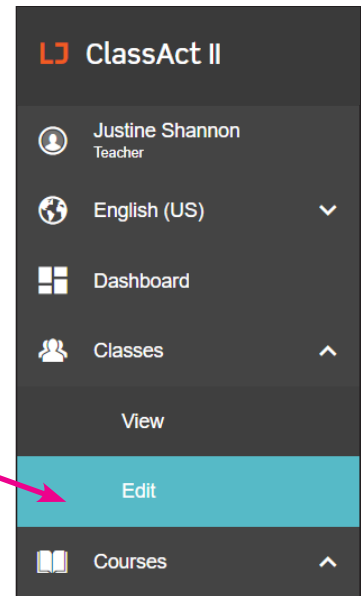 LJ ClassAct II
Justine Shannon
Teacher
English (US)
Dashboard
Classes
View
Edit
Courses